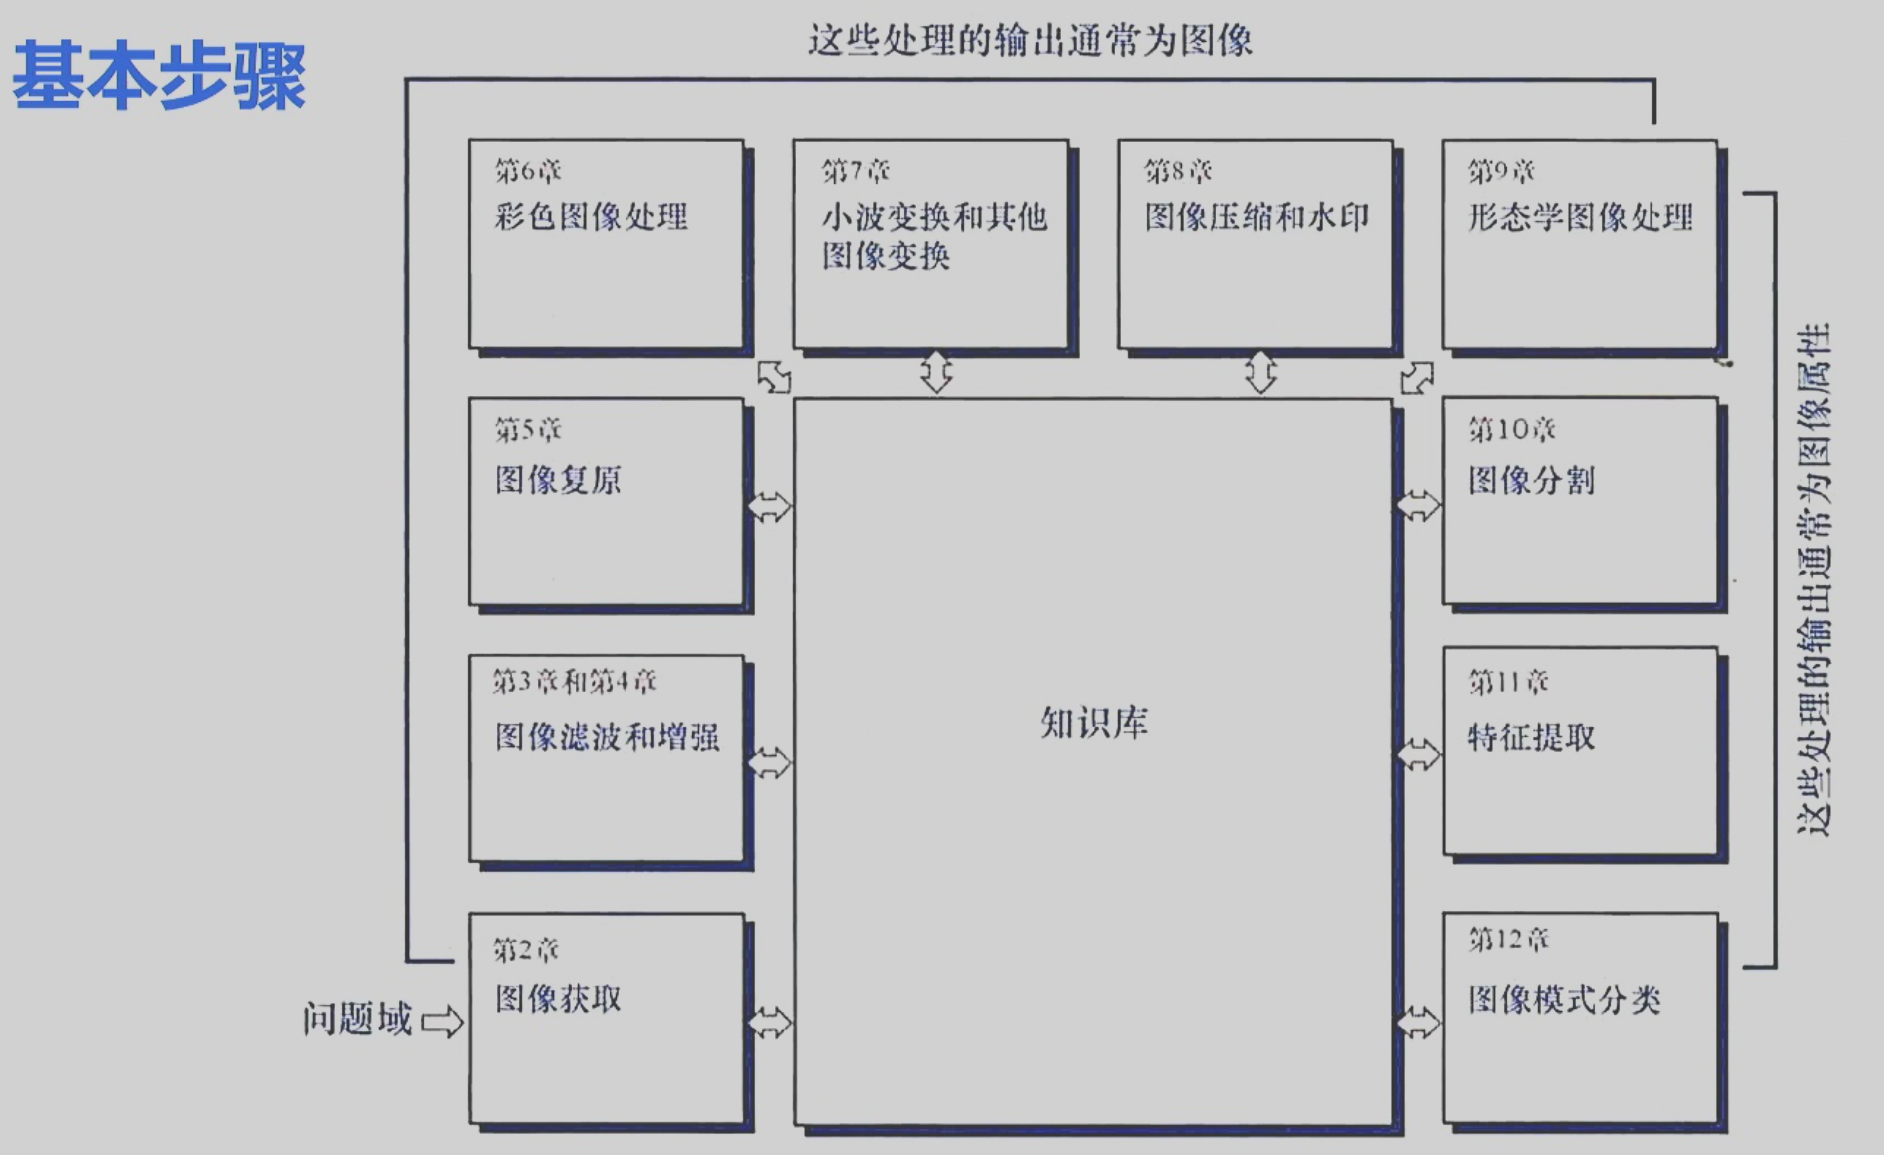 基本步骤
这些处理的输出通常为图像
第6章
彩色图像处理
第7章
小波变换和其他
图像变换
第8章
图像压缩和水印
第9章
形态学图像处理
第5章
图像复原
第10章
图像分割
第3章和第4章
图像滤波和增强
知识库
第11章
特征提取
第2章
图像获取
问题域
第12章
图像模式分类
这些处理的输出通常为图像属性